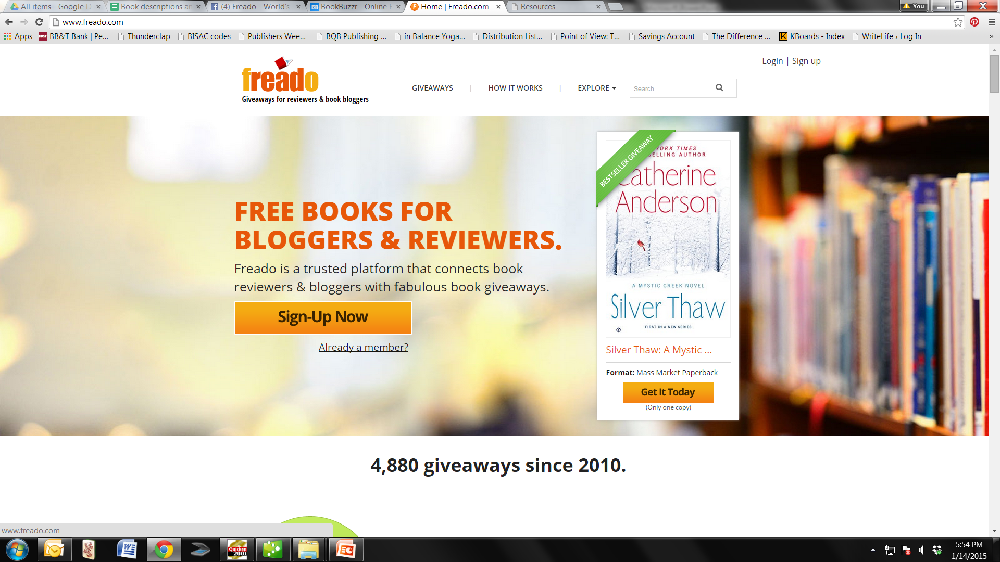 All items - Google D
Book descriptions an
(4) Freado - World's
BookBuzzr - Online B
Home | Freado.com
Resources
You
www.freado.com
Apps
BB&T Bank | Pe...
Thunderclap
BISAC codes
Publishers Wee...
BQB Publishing ...
in Balance Yoga...
Distribution List...
Point of View: T...
Savings Account
The Difference ...
KBoards - Index
WriteLife › Log In
»
Login | Sign up
freado
Giveaways for reviewers & book bloggers
GIVEAWAYS | HOW IT WORKS | EXPLORE
Search
FREE BOOKS FOR
BLOGGERS & REVIEWERS.
Freado is a trusted platform that connects book
reviewers & bloggers with fabulous book giveaways.
Sign-Up Now
Already a member?
BESTSELLER GIVEAWAY
YORK TIMES
SELLING AUTHOR
Catherine
Anderson
A MYSTIC CREEK NOVEL
Silver Thaw
FIRST IN A NEW SERIES
Silver Thaw: A Mystic ...
Format: Mass Market Paperback
Get It Today
(Only one copy)
4,880 giveaways since 2010.
www.freado.com
Quicken
2001
5:54 PM
1/14/2015